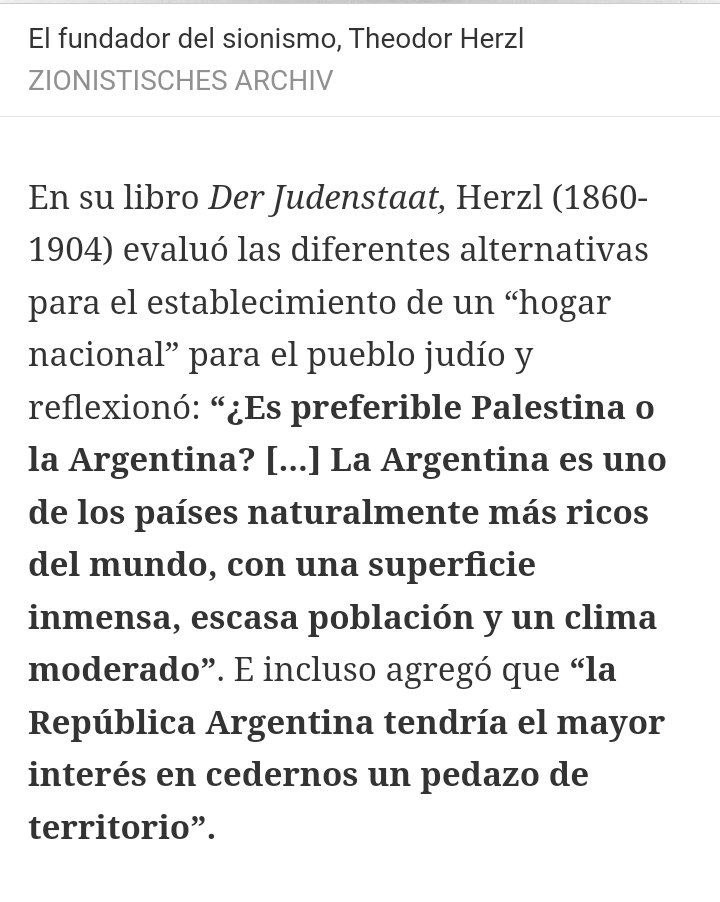 El fundador del sionismo, Theodor Herzl
ZIONISTISCHES ARCHIV
En su libro Der Judenstaat, Herzl (1860-
1904) evaluó las diferentes alternativas
para el establecimiento de un “hogar
nacional” para el pueblo judío y
reflexionó: “¿Es preferible Palestina o
la Argentina? [...] La Argentina es uno
de los países naturalmente más ricos
del mundo, con una superficie
inmensa, escasa población y un clima
moderado”. E incluso agregó que “la
República Argentina tendría el mayor
interés en cedernos un pedazo de
territorio”.